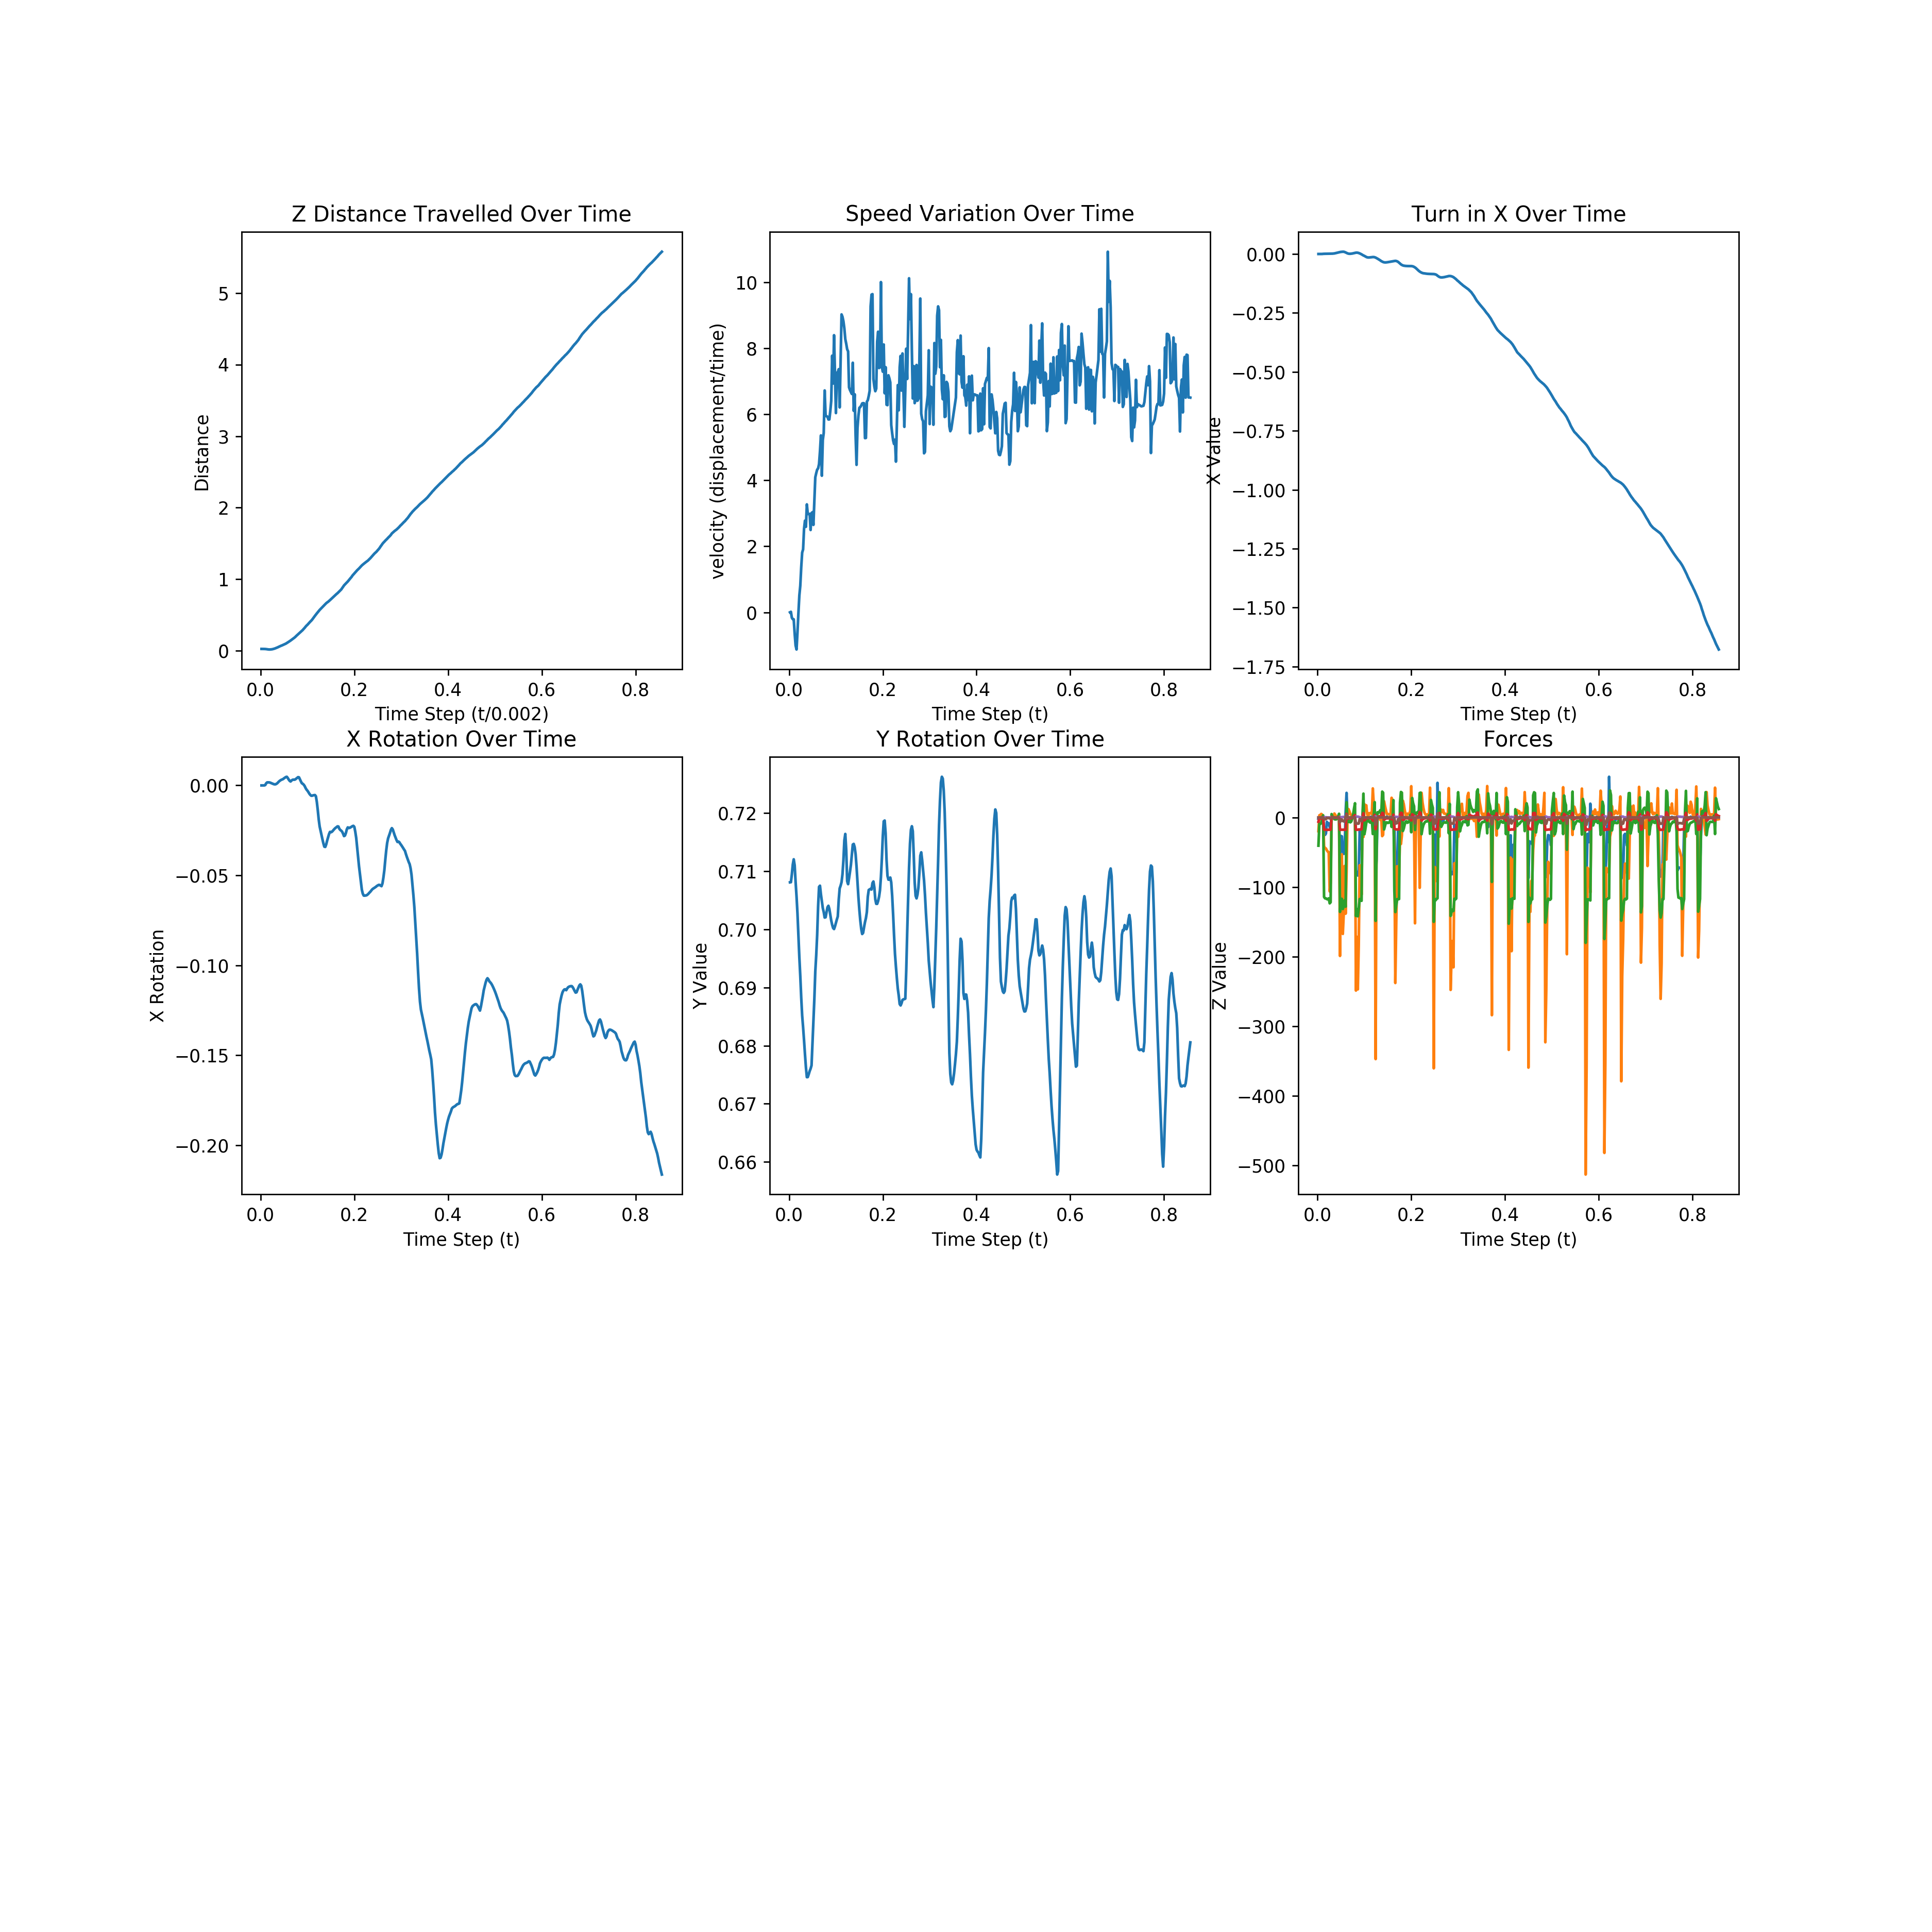 Z Distance Travelled Over Time
Distance
5
4
3
2
1
0
0.0 0.2 0.4 0.6 0.8
Time Step (t/0.002)
Speed Variation Over Time
velocity (displacement/time)
10
8
6
4
2
0
0.0 0.2 0.4 0.6 0.8
Time Step (t)
Turn in X Over Time
X Value
0.00
−0.25
−0.50
−0.75
−1.00
−1.25
−1.50
−1.75
0.0 0.2 0.4 0.6 0.8
Time Step (t)
X Rotation Over Time
X Rotation
0.00
−0.05
−0.10
−0.15
−0.20
0.0 0.2 0.4 0.6 0.8
Time Step (t)
Y Rotation Over Time
Y Value
0.72
0.71
0.70
0.69
0.68
0.67
0.66
0.0 0.2 0.4 0.6 0.8
Time Step (t)
Forces
Z Value
0
−100
−200
−300
−400
−500
0.0 0.2 0.4 0.6 0.8
Time Step (t)